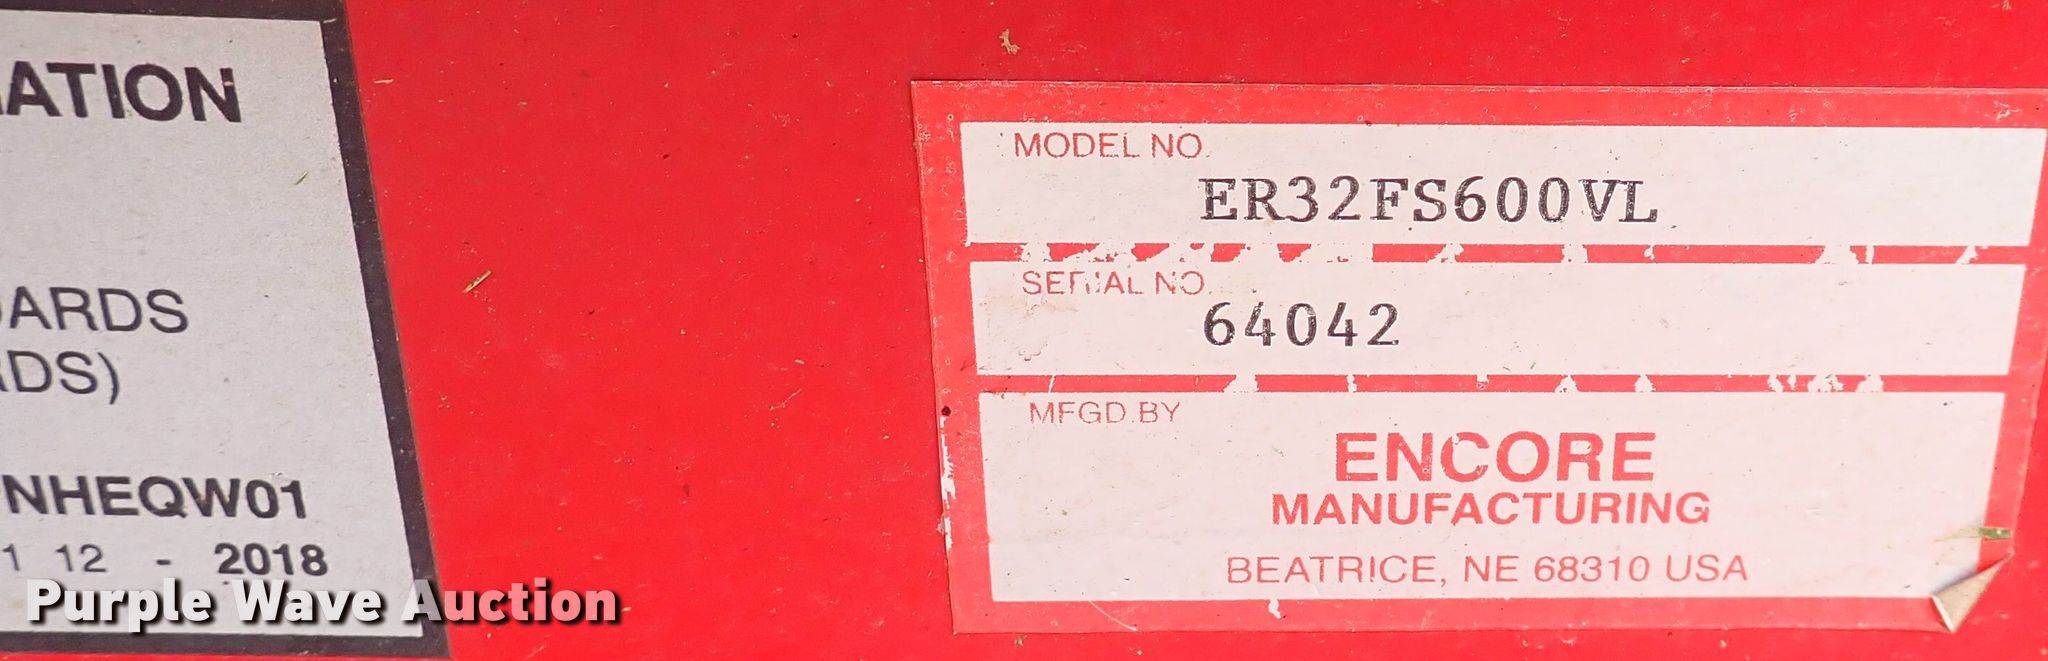 ATION
ARDS
DS)
NHEQW01
1 12 - 2018
MODEL NO.
ER32FS600VL
SERIAL NO.
64042
MFGD.BY
ENCORE
MANUFACTURING
BEATRICE, NE 68310 USA
Purple Wave Auction